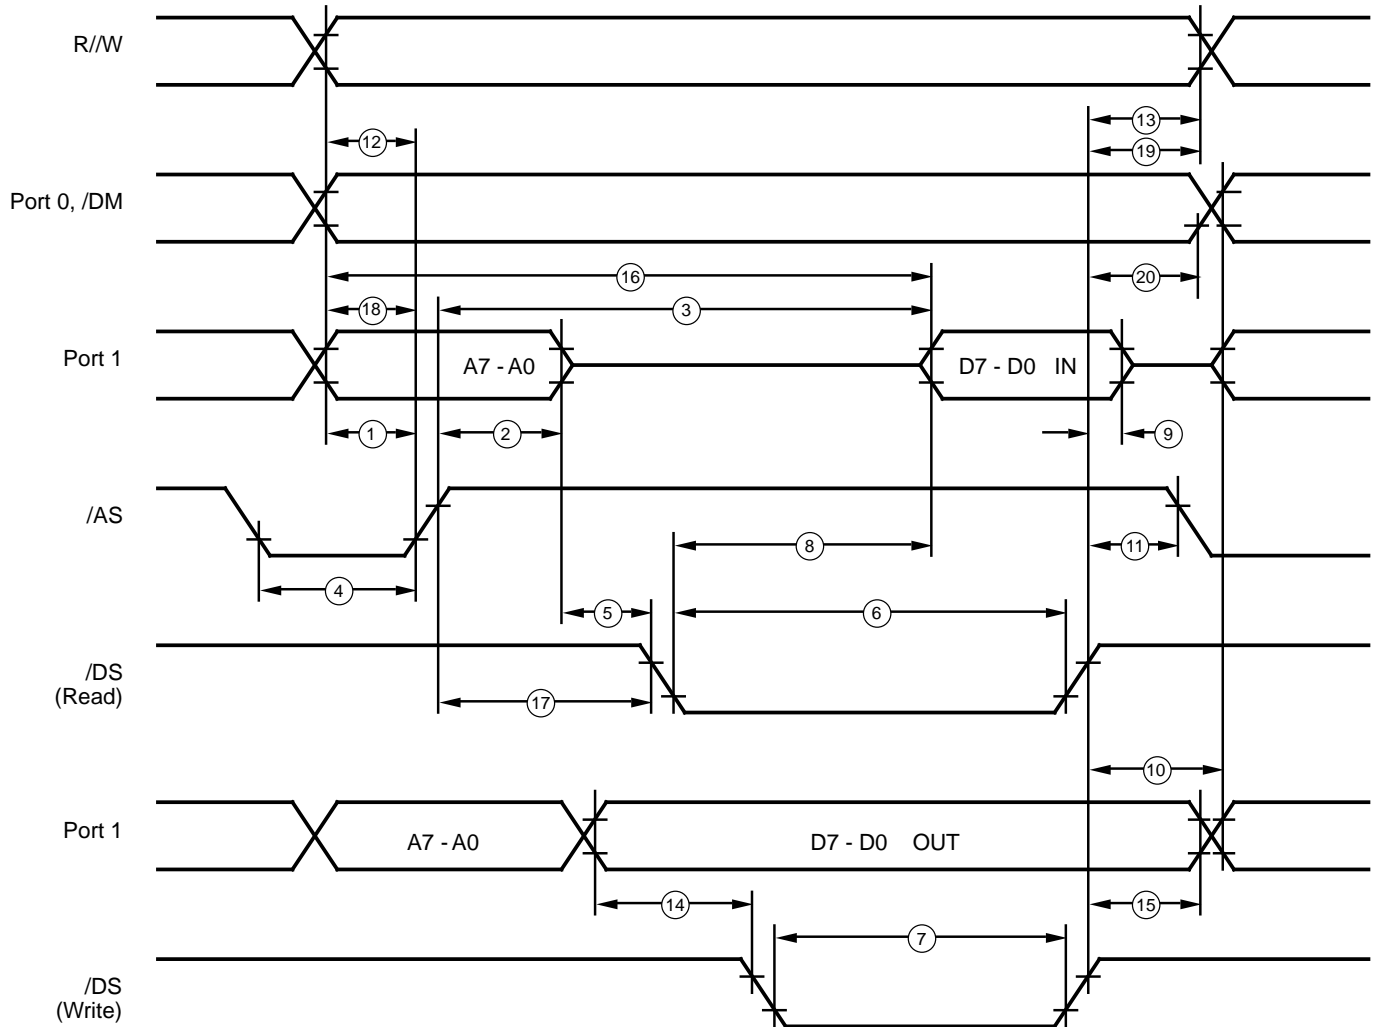 R//W
13
12
19
Port 0, /DM
16
20
18
3
Port 1
A7 - A0
D7 - D0 IN
1
2
9
/AS
8
11
4
5
6
/DS
(Read)
17
10
Port 1
A7 - A0
D7 - D0 OUT
14
15
7
/DS
(Write)